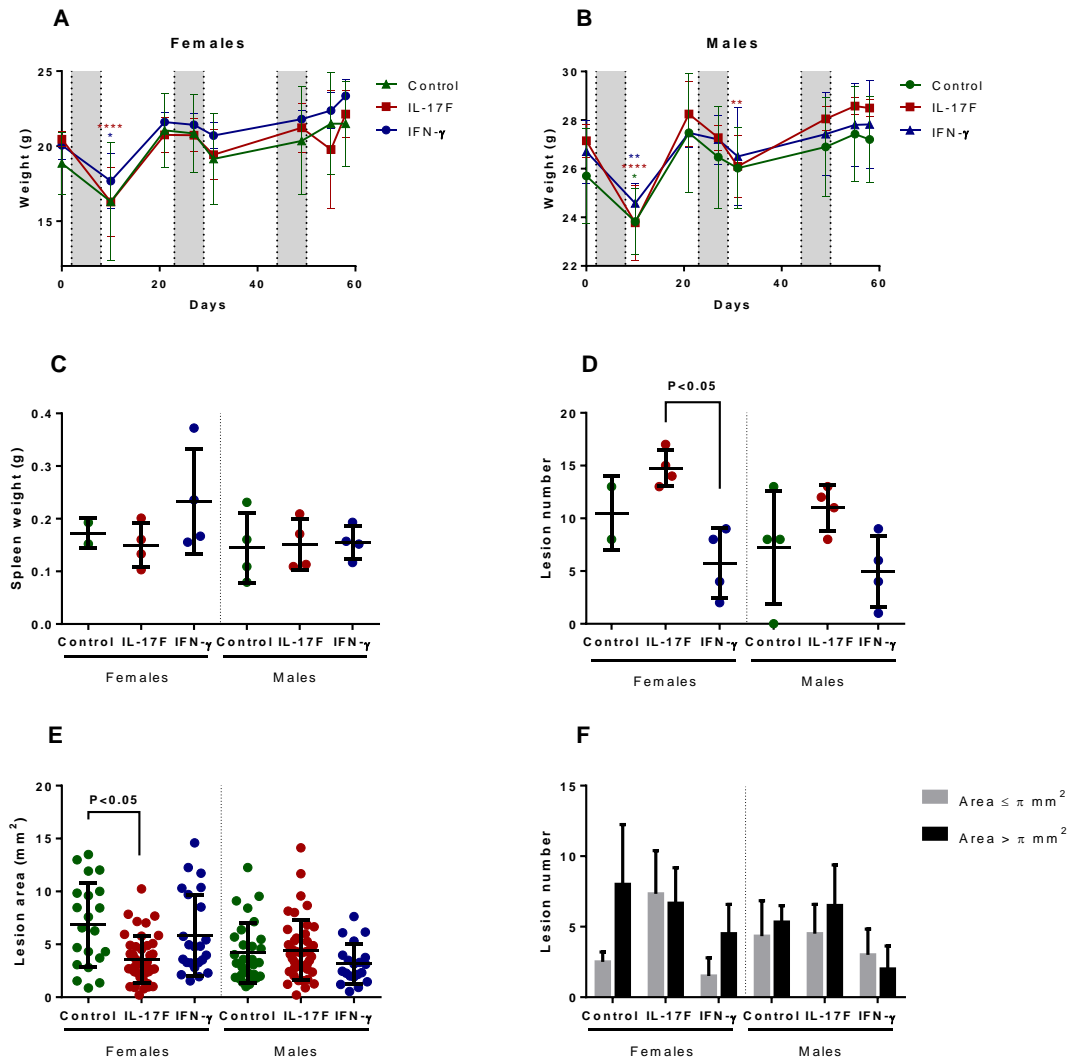 A
Females
25
20
15
Weight (g)
****
*
0
20
40
60
Days
Control
IL-17F
IFN-γ
B
Males
30
28
26
24
22
Weight (g)
**
****
*
**
0
20
40
60
Days
Control
IL-17F
IFN-γ
C
0.4
0.3
0.2
0.1
0.0
Spleen weight (g)
Control IL-17F IFN-γ Control IL-17F IFN-γ
Females Males
D
P<0.05
20
15
10
5
0
Lesion number
Control IL-17F IFN-γ Control IL-17F IFN-γ
Females Males
E
20
15
10
5
0
Lesion area (mm²)
P<0.05
Control IL-17F IFN-γ Control IL-17F IFN-γ
Females Males
F
15
10
5
0
Lesion number
Area ≤ π mm²
Area > π mm²
Control IL-17F IFN-γ Control IL-17F IFN-γ
Females Males